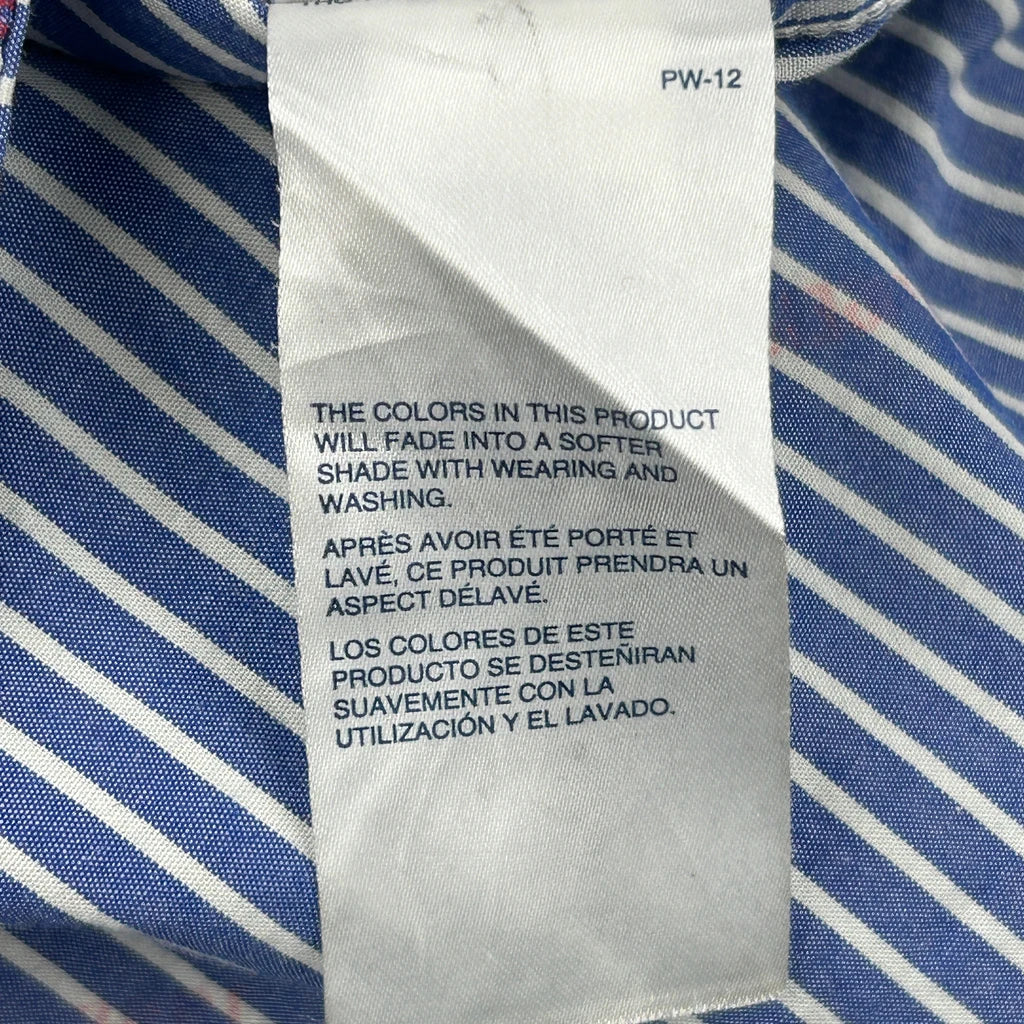 PW-12
THE COLORS IN THIS PRODUCT
WILL FADE INTO A SOFTER
SHADE WITH WEARING AND
WASHING.
APRÈS AVOIR ÉTÉ PORTÉ ET
LAVÉ, CE PRODUIT PRENDRA UN
ASPECT DÉLAVÉ.
LOS COLORES DE ESTE
PRODUCTO SE DESTEÑIRAN
SUAVEMENTE CON LA
UTILIZACIÓN Y EL LAVADO.